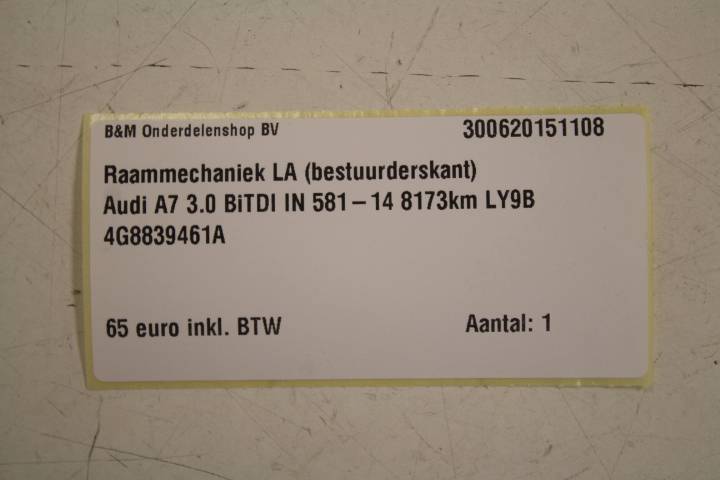 B&M Onderdelenshop BV 300620151108
Raammechaniek LA (bestuurderskant)
Audi A7 3.0 BiTDI IN 581-14 8173km LY9B
4G8839461A
65 euro inkl. BTW Aantal: 1